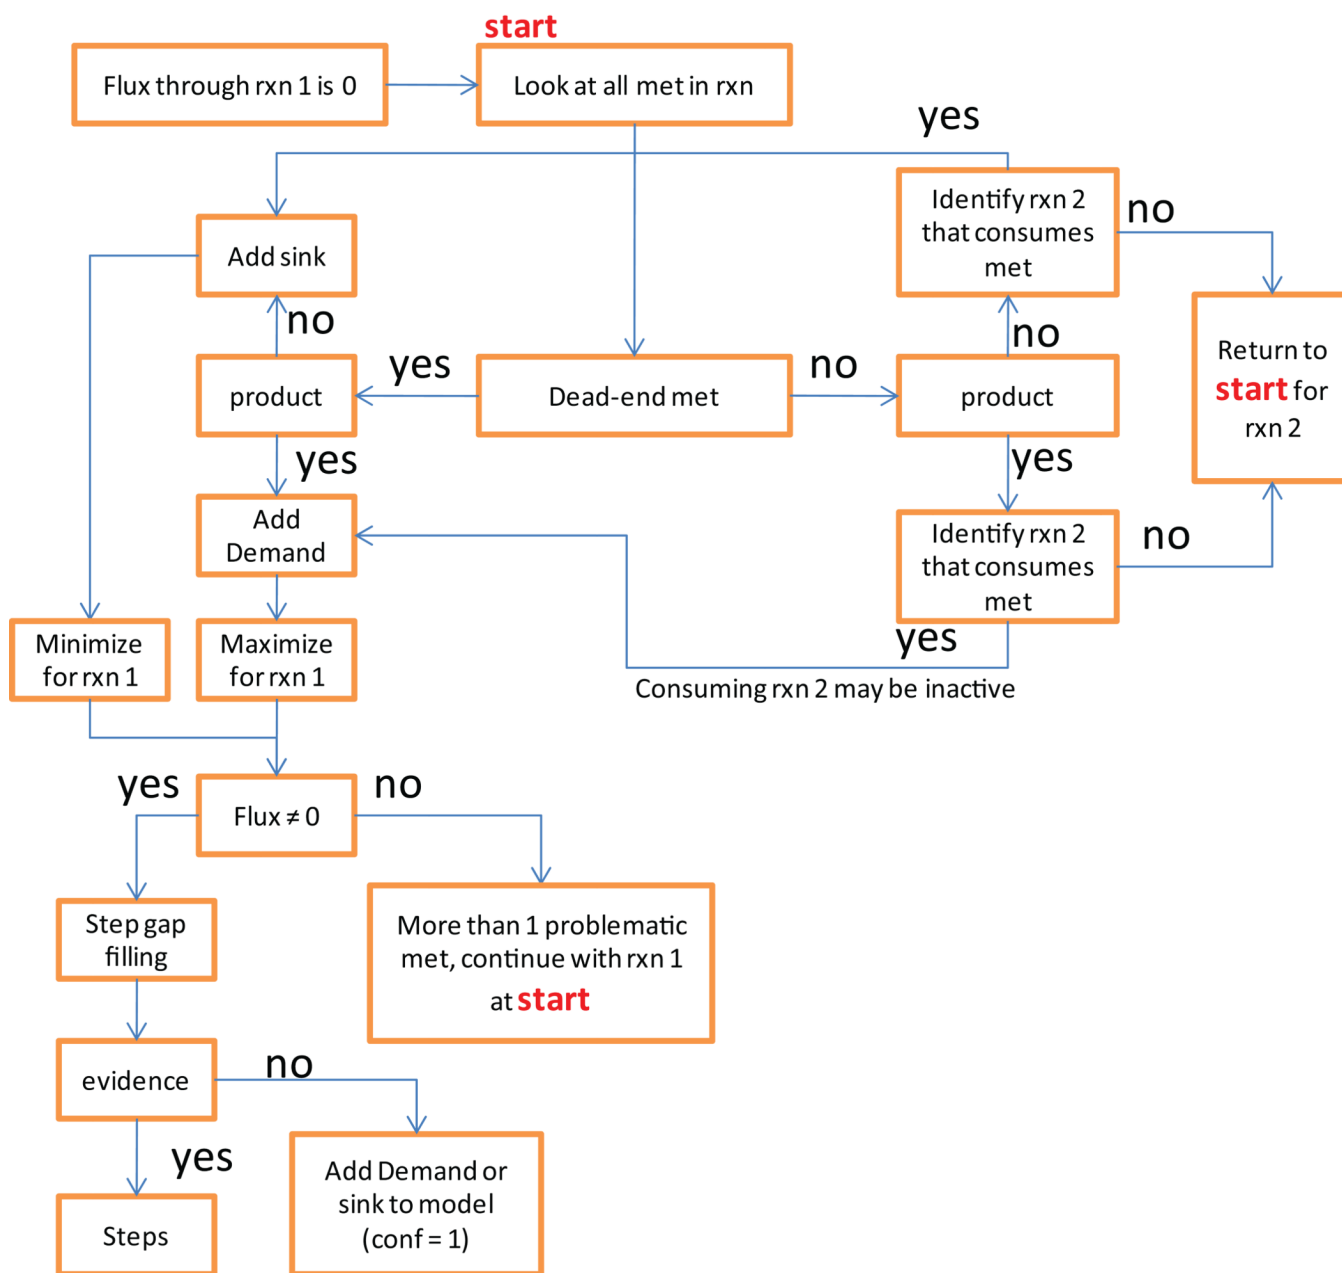 start
Flux through rxn 1 is 0
Look at all met in rxn
yes
Identify rxn 2
that consumes
met
no
Add sink
no
no
Return to
start for
rxn 2
product
yes
Dead-end met
no
product
yes
yes
Add
Demand
Identify rxn 2
that consumes
met
no
yes
Minimize
for rxn 1
Maximize
for rxn 1
Consuming rxn 2 may be inactive
yes
no
Flux ≠ 0
Step gap
filling
More than 1 problematic
met, continue with rxn 1
at start
evidence
no
yes
Add Demand or
sink to model
(conf = 1)
Steps